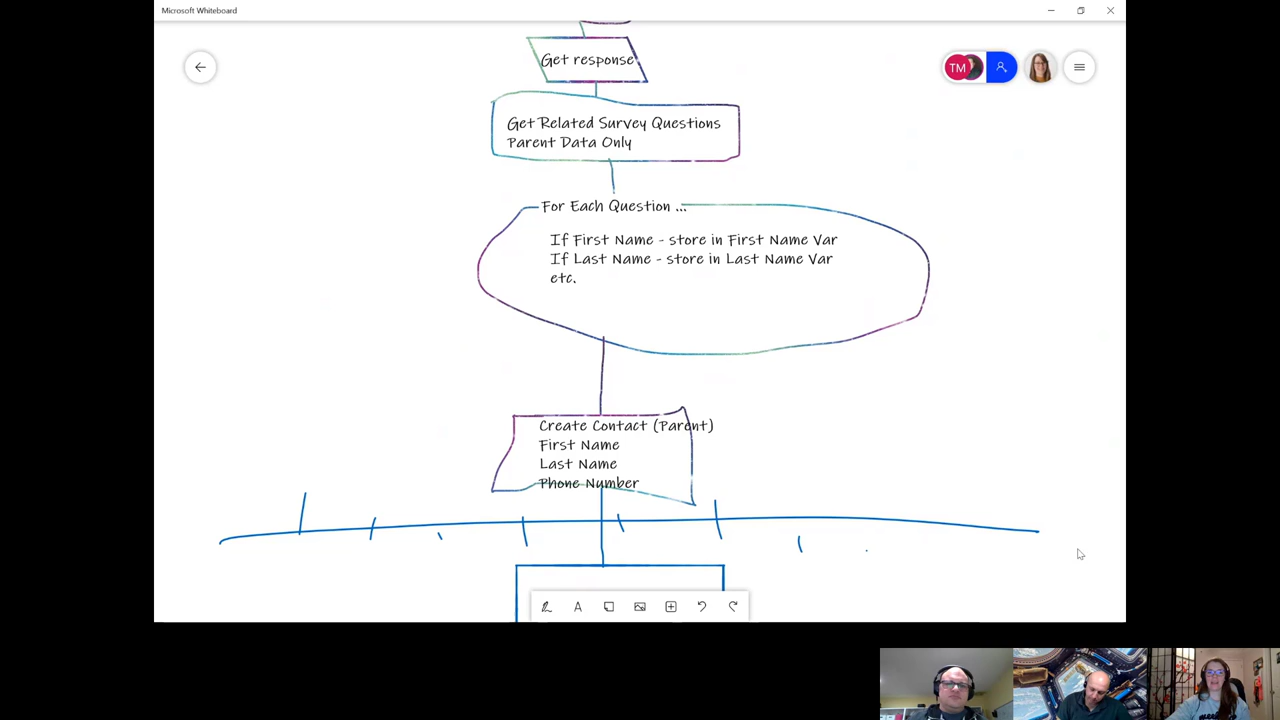 Microsoft Whiteboard
TM
Get response
Get Related Survey Questions
Parent Data Only
For Each Question ...
If First Name - store in First Name Var
If Last Name - store in Last Name Var
etc.
Create Contact (Parent)
First Name
Last Name
Phone Number
A